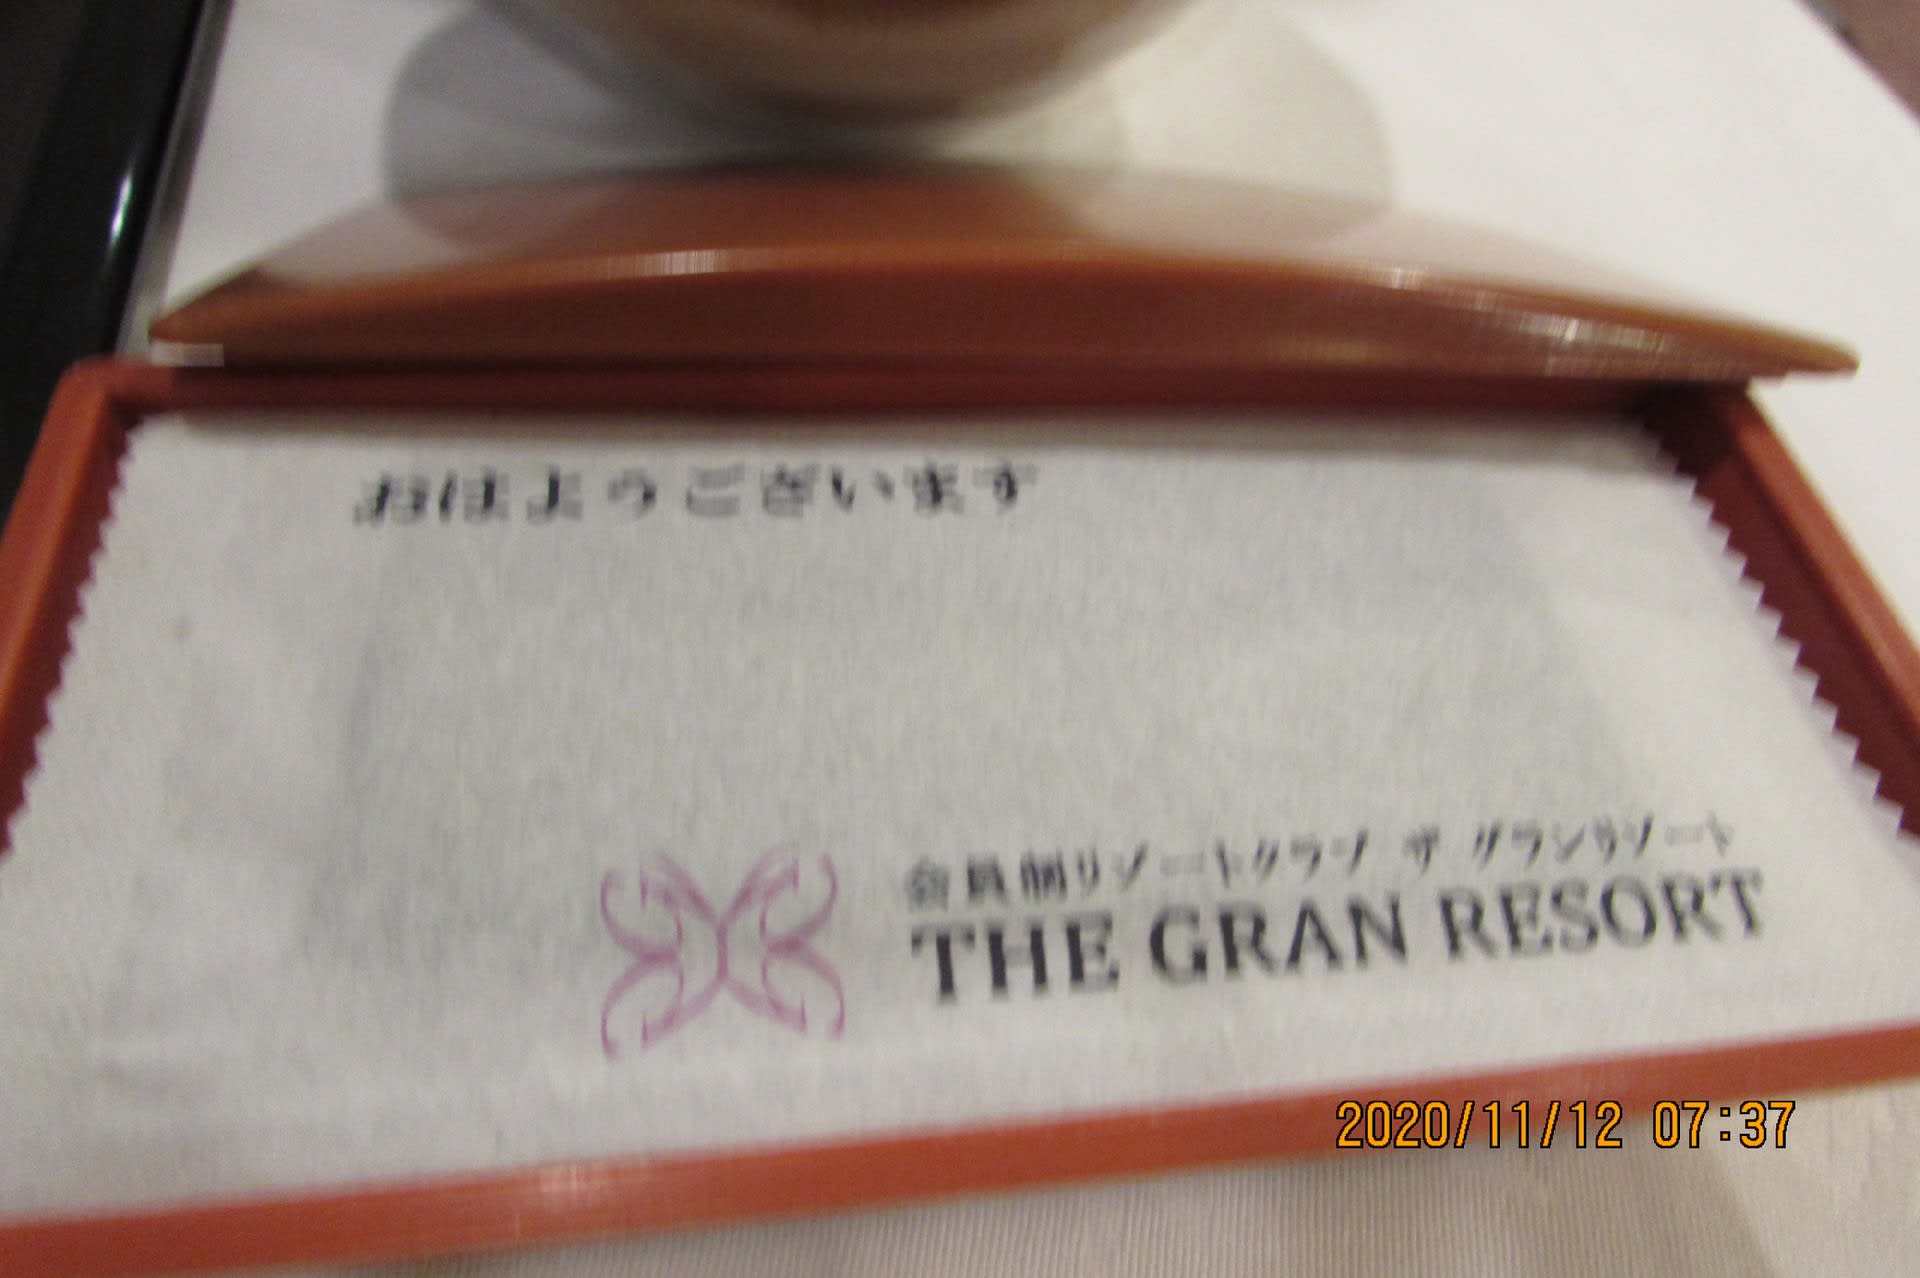 おはようございます
会員制リゾートクラブ ザ グランリゾート
THE GRAN RESORT
2020/11/12 07:37